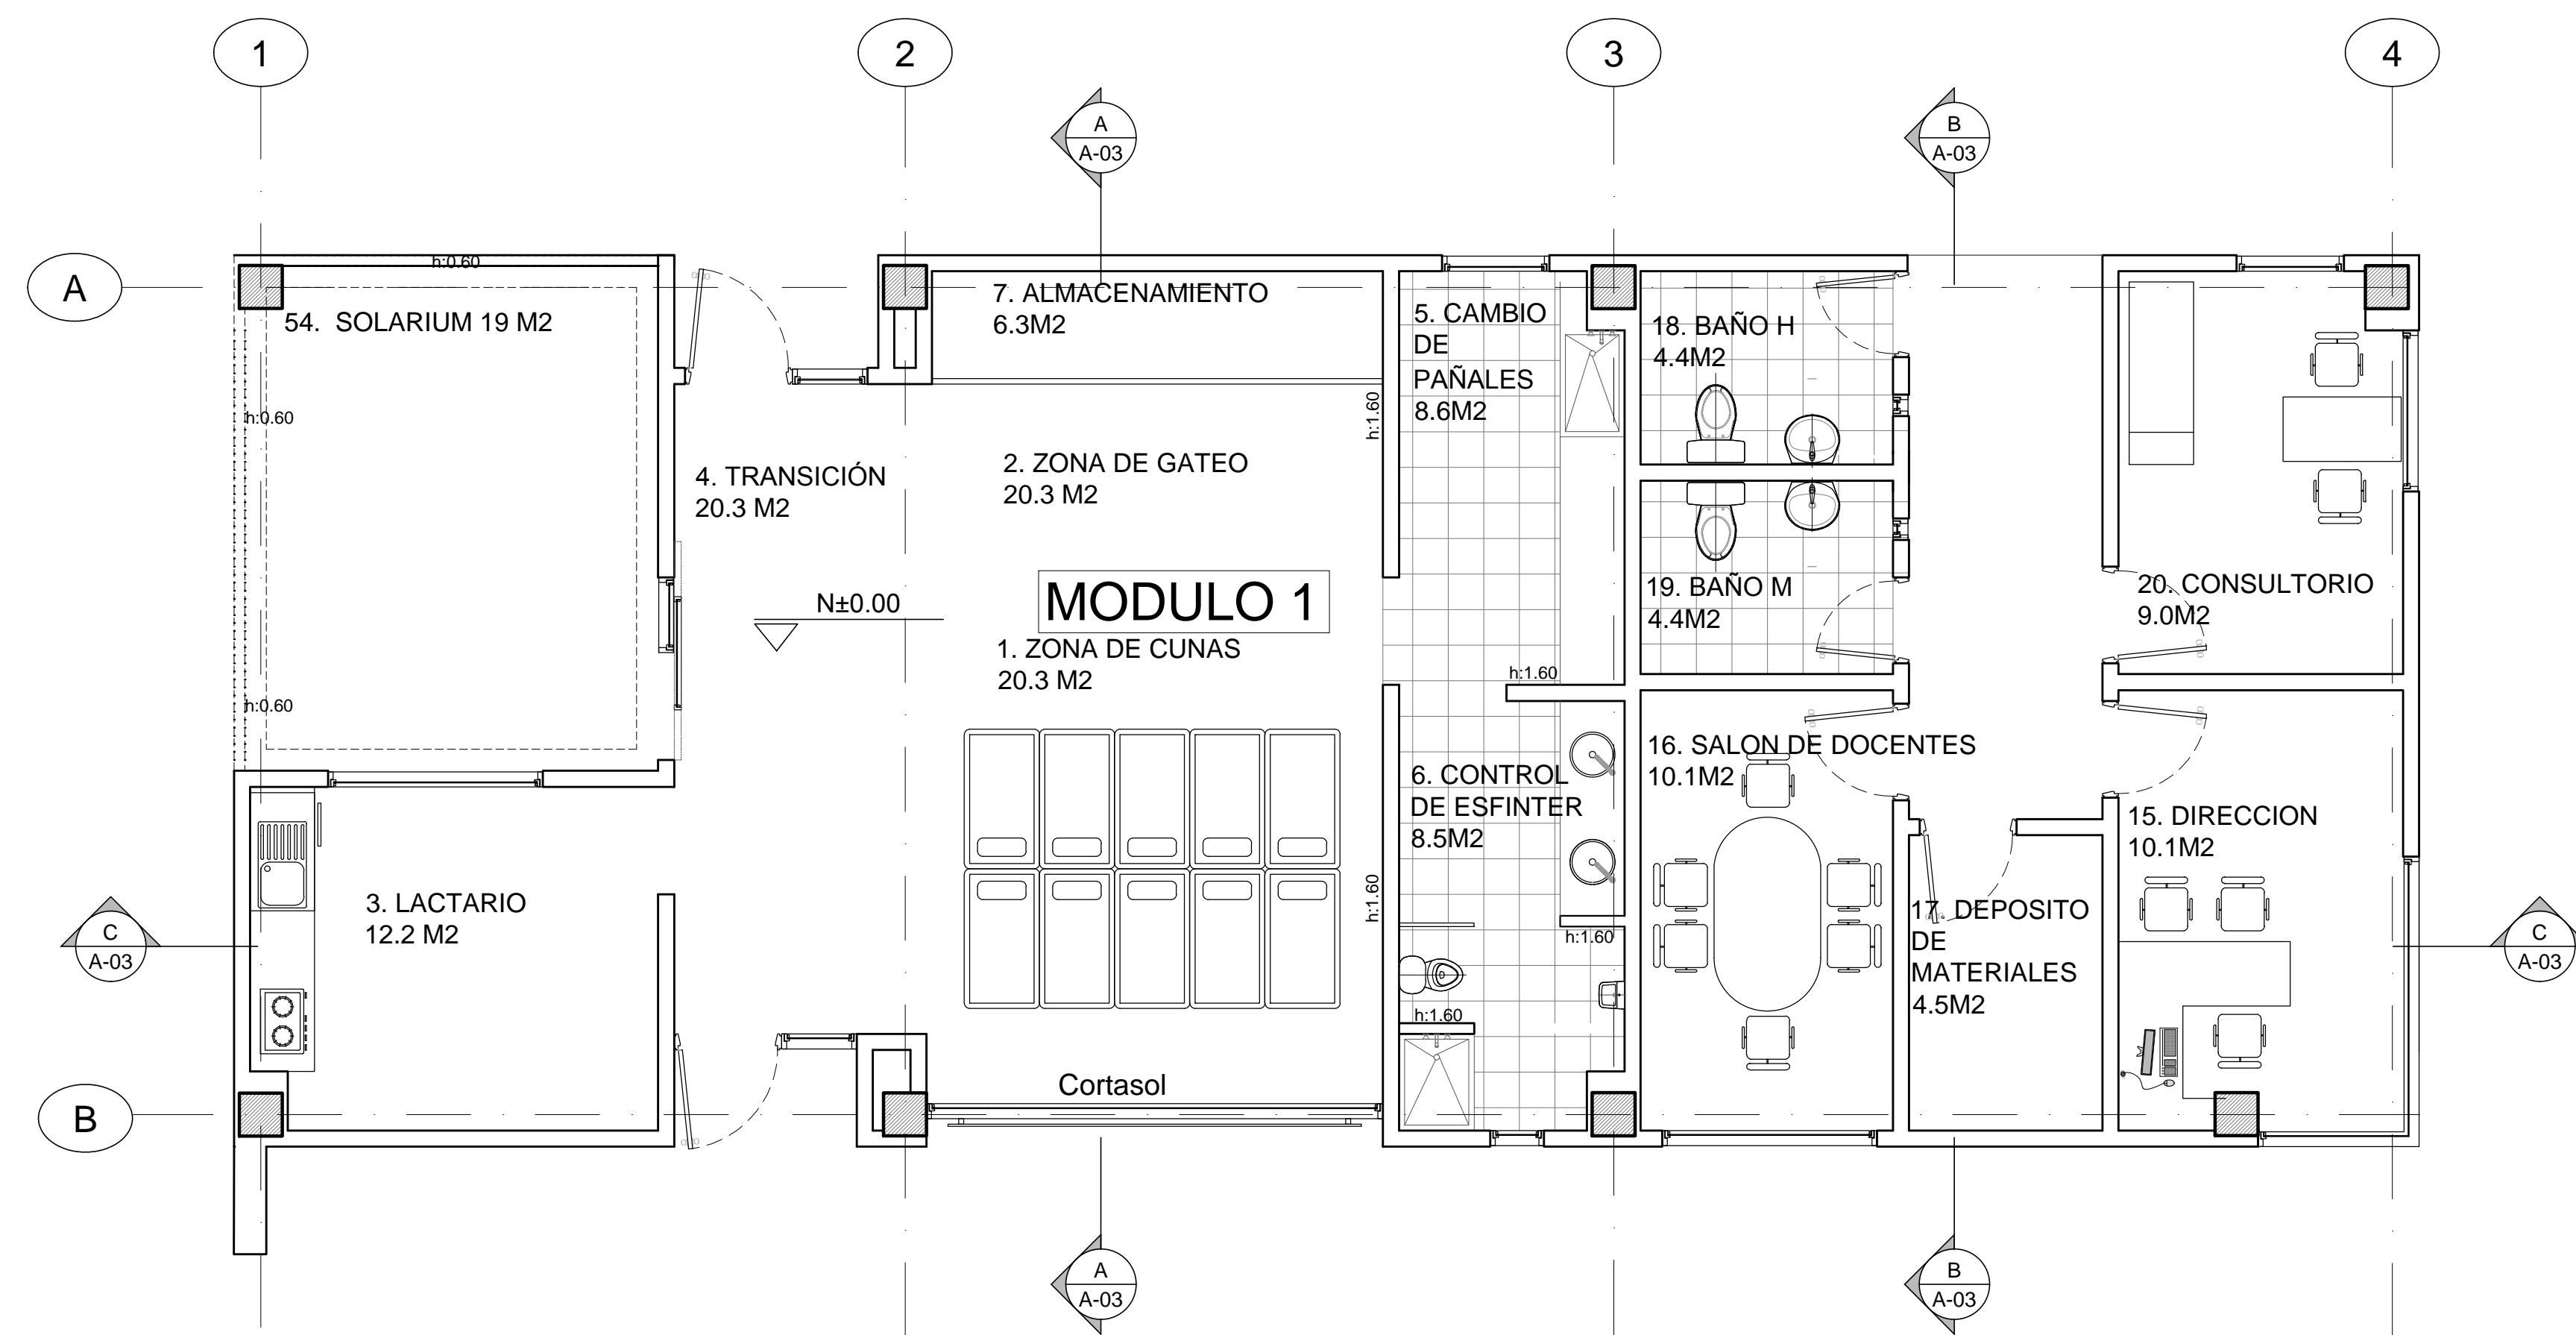 1
2
3
4
A
A-03
B
A-03
A
h:0.60
54. SOLARIUM 19 M2
7. ALMACENAMIENTO
6.3M2
5. CAMBIO
DE
PAÑALES
8.6M2
18. BAÑO H
4.4M2
h:0.60
h:1.60
4. TRANSICIÓN
20.3 M2
2. ZONA DE GATEO
20.3 M2
N±0.00
MODULO 1
1. ZONA DE CUNAS
20.3 M2
19. BAÑO M
4.4M2
20. CONSULTORIO
9.0M2
h:0.60
h:1.60
16. SALON DE DOCENTES
10.1M2
6. CONTROL
DE ESFINTER
8.5M2
15. DIRECCION
10.1M2
3. LACTARIO
12.2 M2
h:1.60
h:1.60
17. DEPOSITO
DE
MATERIALES
4.5M2
C
A-03
C
A-03
h:1.60
Cortasol
B
A
A-03
B
A-03